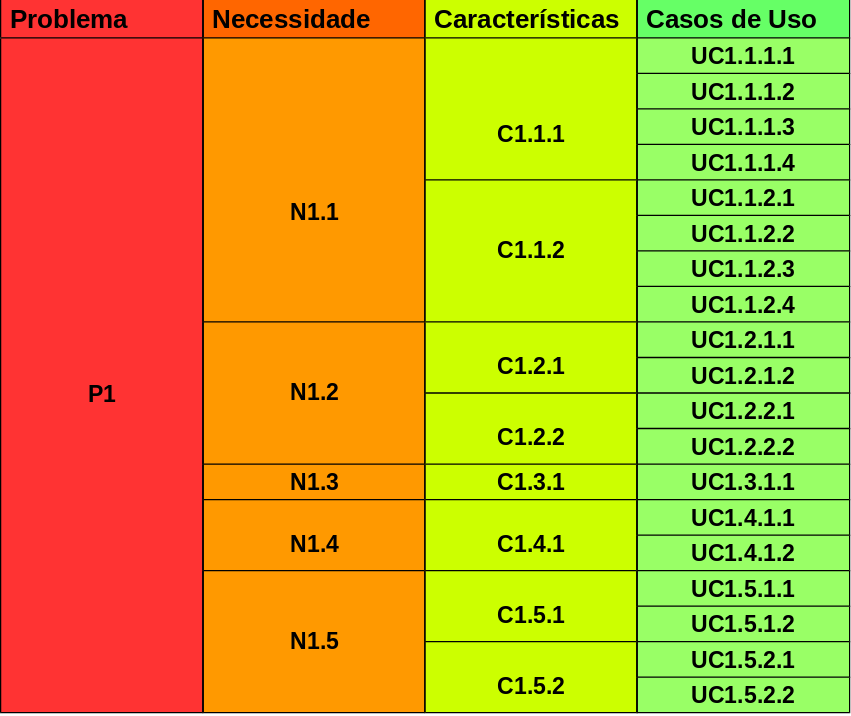 Problema Necessidade Características Casos de Uso
UC1.1.1.1
UC1.1.1.2
UC1.1.1.3
C1.1.1
UC1.1.1.4
UC1.1.2.1
N1.1
UC1.1.2.2
C1.1.2
UC1.1.2.3
UC1.1.2.4
UC1.2.1.1
C1.2.1
UC1.2.1.2
P1
N1.2
UC1.2.2.1
C1.2.2
UC1.2.2.2
N1.3 C1.3.1 UC1.3.1.1
UC1.4.1.1
N1.4 C1.4.1
UC1.4.1.2
UC1.5.1.1
C1.5.1
UC1.5.1.2
N1.5
UC1.5.2.1
C1.5.2
UC1.5.2.2